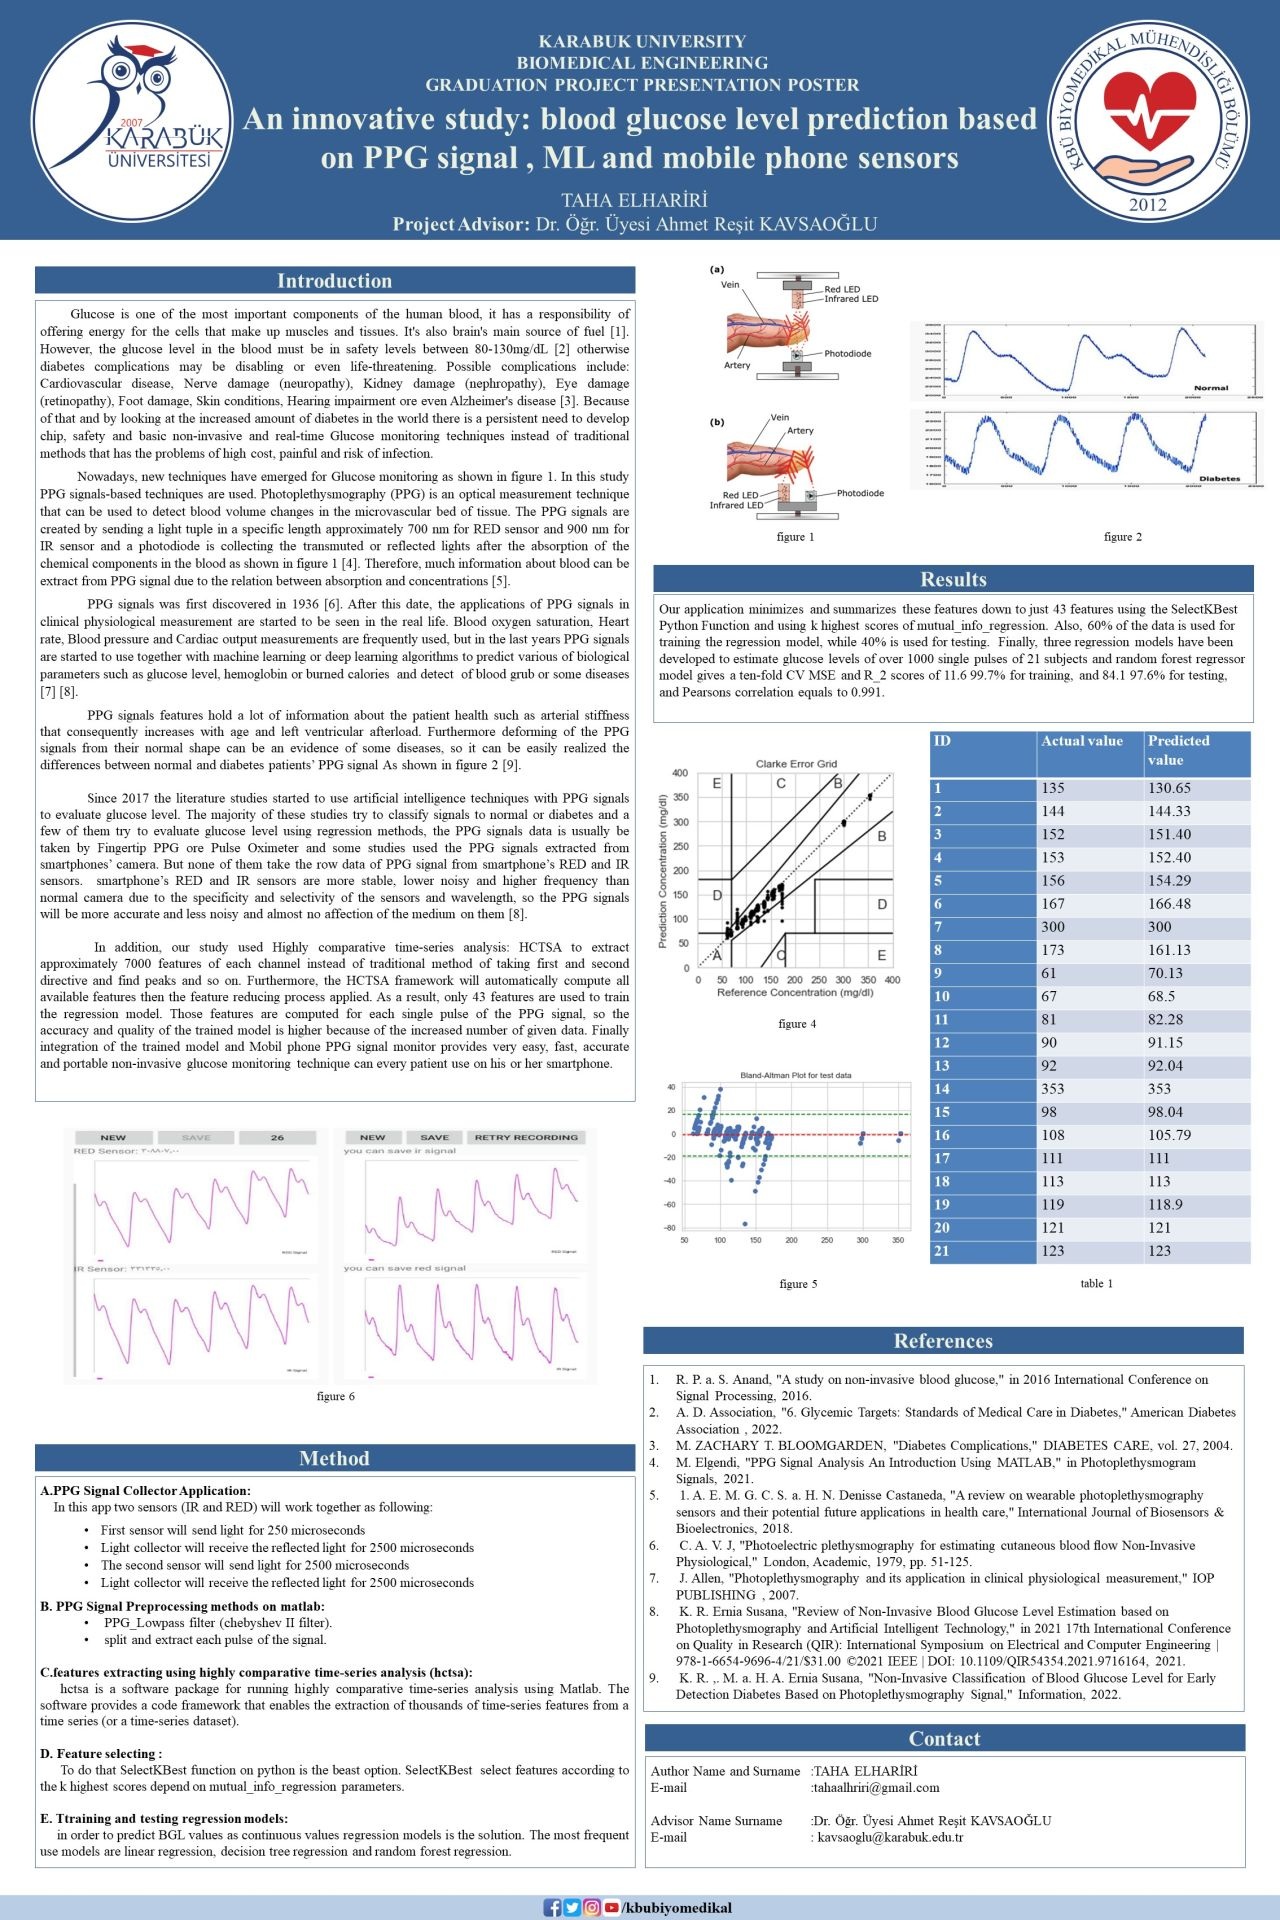 KARABUK UNIVERSITY
BIOMEDICAL ENGINEERING
GRADUATION PROJECT PRESENTATION POSTER
An innovative study: blood glucose level prediction based
on PPG signal , ML and mobile phone sensors
TAHA ELHARİRİ
Project Advisor: Dr. Öğr. Üyesi Ahmet Reşit KAVSAOĞLU
2007
KARABÜK
ÜNİVERSİTESİ
KBÜ BİYOMEDİKAL MÜHENDİSLİĞİ BÖLÜMÜ
2012
Introduction
Glucose is one of the most important components of the human blood, it has a responsibility of
offering energy for the cells that make up muscles and tissues. It's also brain's main source of fuel [1].
However, the glucose level in the blood must be in safety levels between 80-130mg/dL [2] otherwise
diabetes complications may be disabling or even life-threatening. Possible complications include:
Cardiovascular disease, Nerve damage (neuropathy), Kidney damage (nephropathy), Eye damage
(retinopathy), Foot damage, Skin conditions, Hearing impairment ore even Alzheimer's disease [3]. Because
of that and by looking at the increased amount of diabetes in the world there is a persistent need to develop
chip, safety and basic non-invasive and real-time Glucose monitoring techniques instead of traditional
methods that has the problems of high cost, painful and risk of infection.
Nowadays, new techniques have emerged for Glucose monitoring as shown in figure 1. In this study
PPG signals-based techniques are used. Photoplethysmography (PPG) is an optical measurement technique
that can be used to detect blood volume changes in the microvascular bed of tissue. The PPG signals are
created by sending a light tuple in a specific length approximately 700 nm for RED sensor and 900 nm for
IR sensor and a photodiode is collecting the transmuted or reflected lights after the absorption of the
chemical components in the blood as shown in figure 1 [4]. Therefore, much information about blood can be
extract from PPG signal due to the relation between absorption and concentrations [5].
PPG signals was first discovered in 1936 [6]. After this date, the applications of PPG signals in
clinical physiological measurement are started to be seen in the real life. Blood oxygen saturation, Heart
rate, Blood pressure and Cardiac output measurements are frequently used, but in the last years PPG signals
are started to use together with machine learning or deep learning algorithms to predict various of biological
parameters such as glucose level, hemoglobin or burned calories and detect of blood grub or some diseases
[7] [8].
PPG signals features hold a lot of information about the patient health such as arterial stiffness
that consequently increases with age and left ventricular afterload. Furthermore deforming of the PPG
signals from their normal shape can be an evidence of some diseases, so it can be easily realized the
differences between normal and diabetes patients' PPG signal As shown in figure 2 [9].
Since 2017 the literature studies started to use artificial intelligence techniques with PPG signals
to evaluate glucose level. The majority of these studies try to classify signals to normal or diabetes and a
few of them try to evaluate glucose level using regression methods, the PPG signals data is usually be
taken by Fingertip PPG ore Pulse Oximeter and some studies used the PPG signals extracted from
smartphones' camera. But none of them take the row data of PPG signal from smartphone's RED and IR
sensors. smartphone's RED and IR sensors are more stable, lower noisy and higher frequency than
normal camera due to the specificity and selectivity of the sensors and wavelength, so the PPG signals
will be more accurate and less noisy and almost no affection of the medium on them [8].
In addition, our study used Highly comparative time-series analysis: HCTSA to extract
approximately 7000 features of each channel instead of traditional method of taking first and second
directive and find peaks and so on. Furthermore, the HCTSA framework will automatically compute all
available features then the feature reducing process applied. As a result, only 43 features are used to train
the regression model. Those features are computed for each single pulse of the PPG signal, so the
accuracy and quality of the trained model is higher because of the increased number of given data. Finally
integration of the trained model and Mobil phone PPG signal monitor provides very easy, fast, accurate
and portable non-invasive glucose monitoring technique can every patient use on his or her smartphone.
NEW SAVE 26
RED Sensor: ٢٠٨٨٠٧,٠٠
RED Signal
IR Sensor: ٢٢١٢٢٥,٠٠
IR Signal
NEW SAVE RETRY RECORDING
you can save ir signal
RED Signal
you can save red signal
IR Signal
figure 6
Method
A.PPG Signal Collector Application:
In this app two sensors (IR and RED) will work together as following:
• First sensor will send light for 250 microseconds
• Light collector will receive the reflected light for 2500 microseconds
• The second sensor will send light for 2500 microseconds
• Light collector will receive the reflected light for 2500 microseconds
B. PPG Signal Preprocessing methods on matlab:
• PPG_Lowpass filter (chebyshev II filter).
• split and extract each pulse of the signal.
C.features extracting using highly comparative time-series analysis (hctsa):
hctsa is a software package for running highly comparative time-series analysis using Matlab. The
software provides a code framework that enables the extraction of thousands of time-series features from a
time series (or a time-series dataset).
D. Feature selecting :
To do that SelectKBest function on python is the beast option. SelectKBest select features according to
the k highest scores depend on mutual_info_regression parameters.
E. Ttraining and testing regression models:
in order to predict BGL values as continuous values regression models is the solution. The most frequent
use models are linear regression, decision tree regression and random forest regression.
(a)
Vein
Red LED
Infrared LED
Photodiode
Artery
(b)
Vein
Artery
Red LED
Infrared LED
Photodiode
figure 1
Normal
Diabetes
figure 2
Results
Our application minimizes and summarizes these features down to just 43 features using the SelectKBest
Python Function and using k highest scores of mutual_info_regression. Also, 60% of the data is used for
training the regression model, while 40% is used for testing. Finally, three regression models have been
developed to estimate glucose levels of over 1000 single pulses of 21 subjects and random forest regressor
model gives a ten-fold CV MSE and R_2 scores of 11.6 99.7% for training, and 84.1 97.6% for testing,
and Pearsons correlation equals to 0.991.
Clarke Error Grid
Prediction Concentration (mg/dl)
400
350
300
250
200
150
100
50
0
E C B
B
D D
A C E
0 50 100 150 200 250 300 350 400
Reference Concentration (mg/dl)
figure 4
Bland-Altman Plot for test data
40
20
0
−20
−40
−60
−80
50 100 150 200 250 300 350
figure 5
ID Actual value Predicted
value
1 135 130.65
2 144 144.33
3 152 151.40
4 153 152.40
5 156 154.29
6 167 166.48
7 300 300
8 173 161.13
9 61 70.13
10 67 68.5
11 81 82.28
12 90 91.15
13 92 92.04
14 353 353
15 98 98.04
16 108 105.79
17 111 111
18 113 113
19 119 118.9
20 121 121
21 123 123
table 1
References
1. R. P. a. S. Anand, "A study on non-invasive blood glucose," in 2016 International Conference on
Signal Processing, 2016.
2. A. D. Association, "6. Glycemic Targets: Standards of Medical Care in Diabetes," American Diabetes
Association , 2022.
3. M. ZACHARY T. BLOOMGARDEN, "Diabetes Complications," DIABETES CARE, vol. 27, 2004.
4. M. Elgendi, "PPG Signal Analysis An Introduction Using MATLAB," in Photoplethysmogram
Signals, 2021.
5. 1. A. E. M. G. C. S. a. H. N. Denisse Castaneda, "A review on wearable photoplethysmography
sensors and their potential future applications in health care," International Journal of Biosensors &
Bioelectronics, 2018.
6. C. A. V. J, "Photoelectric plethysmography for estimating cutaneous blood flow Non-Invasive
Physiological," London, Academic, 1979, pp. 51-125.
7. J. Allen, "Photoplethysmography and its application in clinical physiological measurement," IOP
PUBLISHING , 2007.
8. K. R. Ernia Susana, "Review of Non-Invasive Blood Glucose Level Estimation based on
Photoplethysmography and Artificial Intelligent Technology," in 2021 17th International Conference
on Quality in Research (QIR): International Symposium on Electrical and Computer Engineering |
978-1-6654-9696-4/21/$31.00 ©2021 IEEE | DOI: 10.1109/QIR54354.2021.9716164, 2021.
9. K. R. ,. M. a. H. A. Ernia Susana, "Non-Invasive Classification of Blood Glucose Level for Early
Detection Diabetes Based on Photoplethysmography Signal," Information, 2022.
Contact
Author Name and Surname :TAHA ELHARİRİ
E-mail :tahaalhriri@gmail.com
Advisor Name Surname :Dr. Öğr. Üyesi Ahmet Reşit KAVSAOĞLU
E-mail : kavsaoglu@karabuk.edu.tr
/kbubiyomedikal